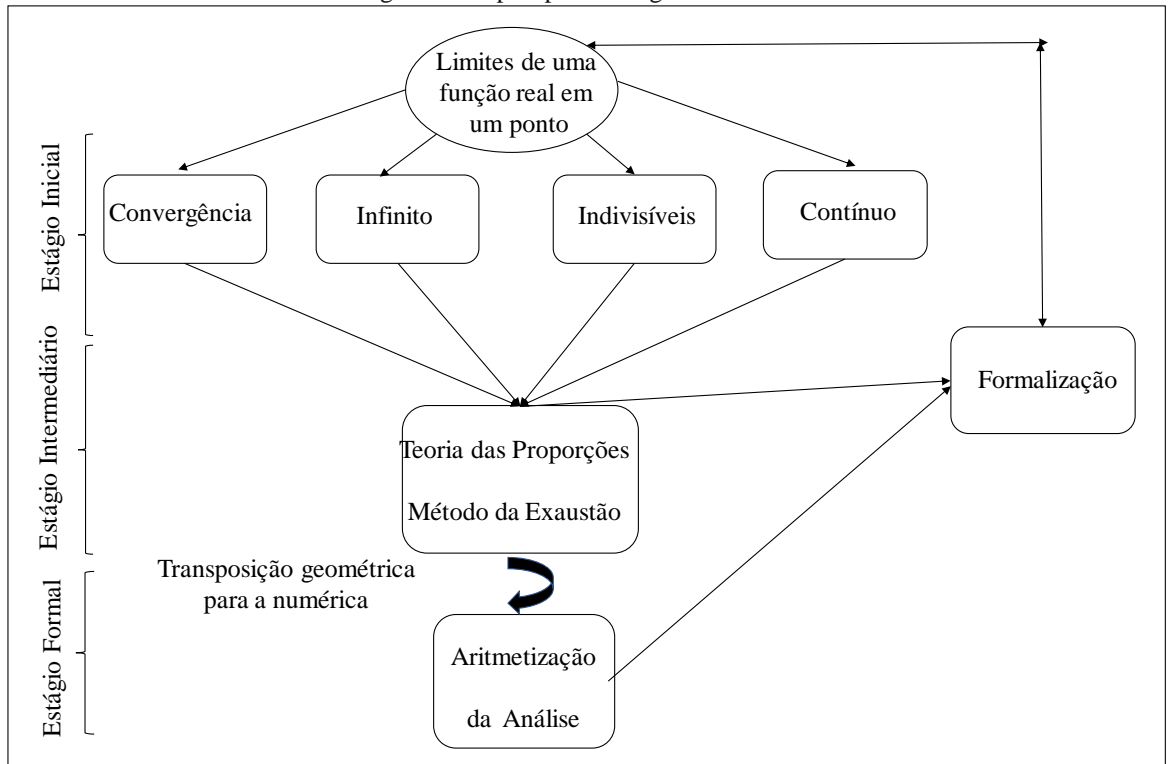 Limites de uma
função real em
um ponto
Estágio Inicial
Convergência
Infinito
Indivisíveis
Contínuo
Estágio Intermediário
Formalização
Teoria das Proporções
Método da Exaustão
Transposição geométrica
para a numérica
Estágio Formal
Aritmetização
da Análise